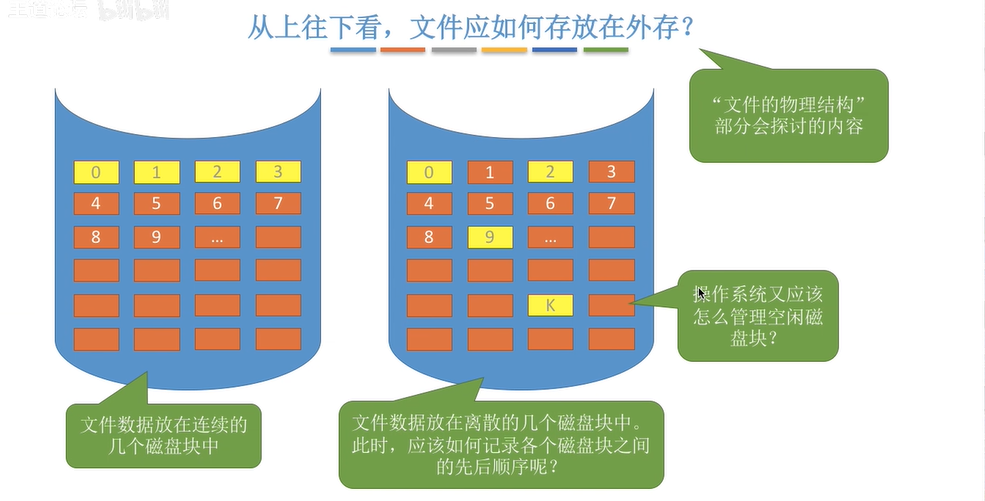 bilibili
从上往下看，文件应如何存放在外存？
“文件的物理结构”
部分会探讨的内容
0 1 2 3
4 5 6 7
8 9 ...
0 1 2 3
4 5 6 7
8 9 ...
K
操作系统又应该
怎么管理空闲磁
盘块？
文件数据放在连续的
几个磁盘块中
文件数据放在离散的几个磁盘块中。
此时，应该如何记录各个磁盘块之间
的先后顺序呢？